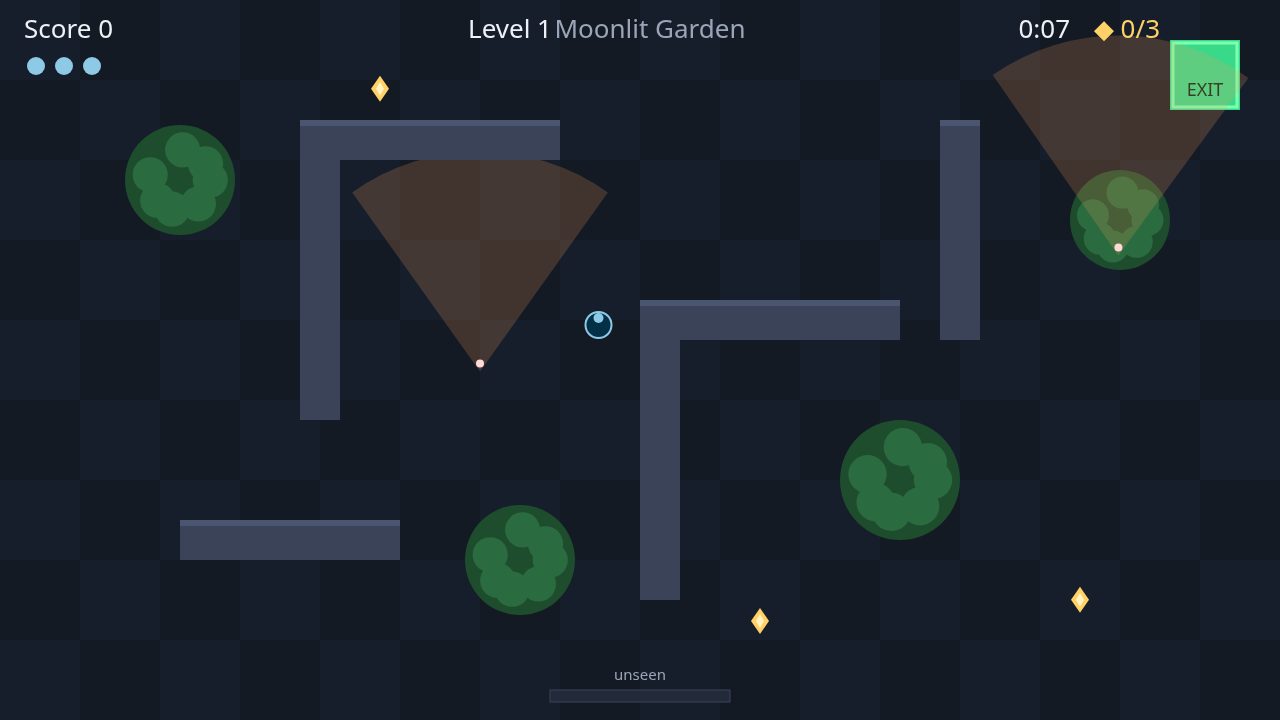 Score 0
Level 1 Moonlit Garden
0:07
◆ 0/3
EXIT
unseen